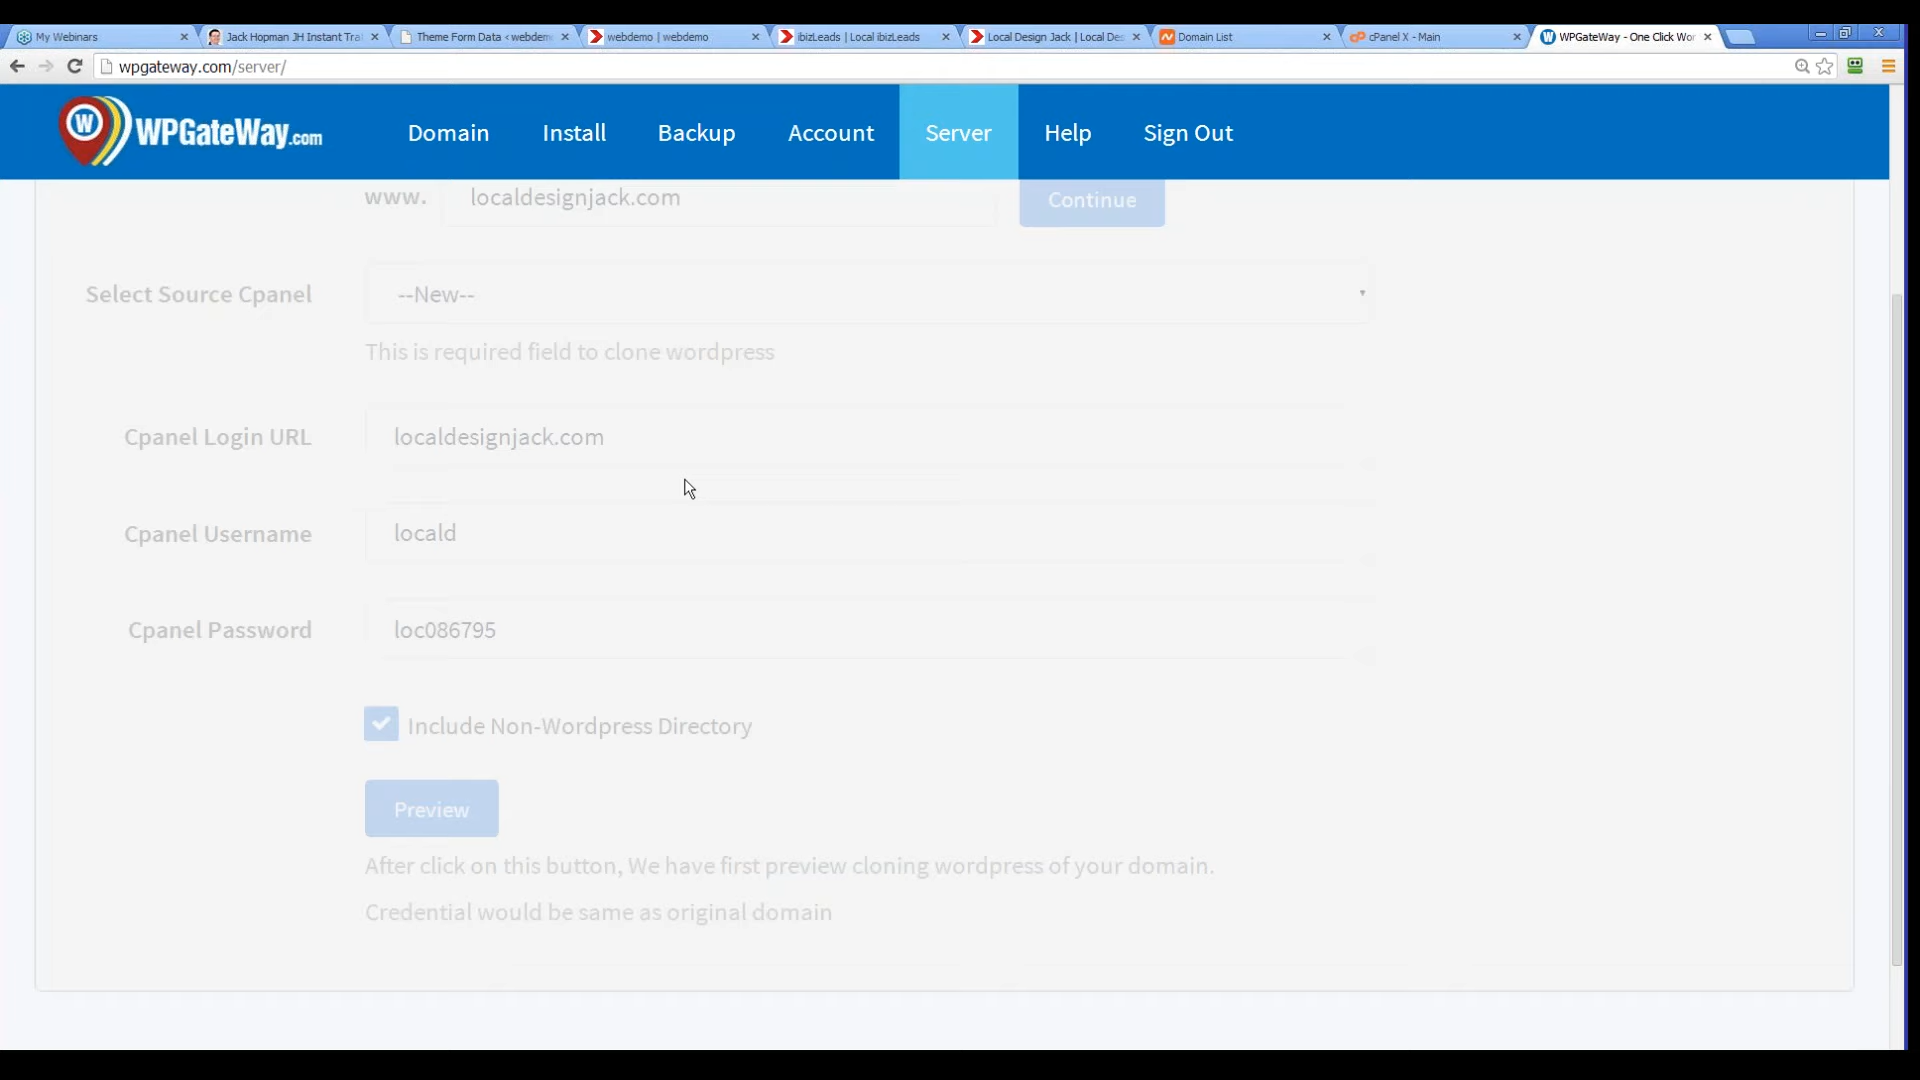 My Webinars
Jack Hopman JH Instant Tra
Theme Form Data < webdem
webdemo | webdemo
ibizLeads | Local ibizLeads
Local Design Jack | Local Des
Domain List
cPanel X - Main
WPGateWay - One Click Wor
wpgateway.com/server/
W WPGateWay.com
Domain
Install
Backup
Account
Server
Help
Sign Out
www.
localdesignjack.com
Continue
Select Source Cpanel
--New--
This is required field to clone wordpress
Cpanel Login URL
localdesignjack.com
Cpanel Username
locald
Cpanel Password
loc086795
Include Non-Wordpress Directory
Preview
After click on this button, We have first preview cloning wordpress of your domain.
Credential would be same as original domain